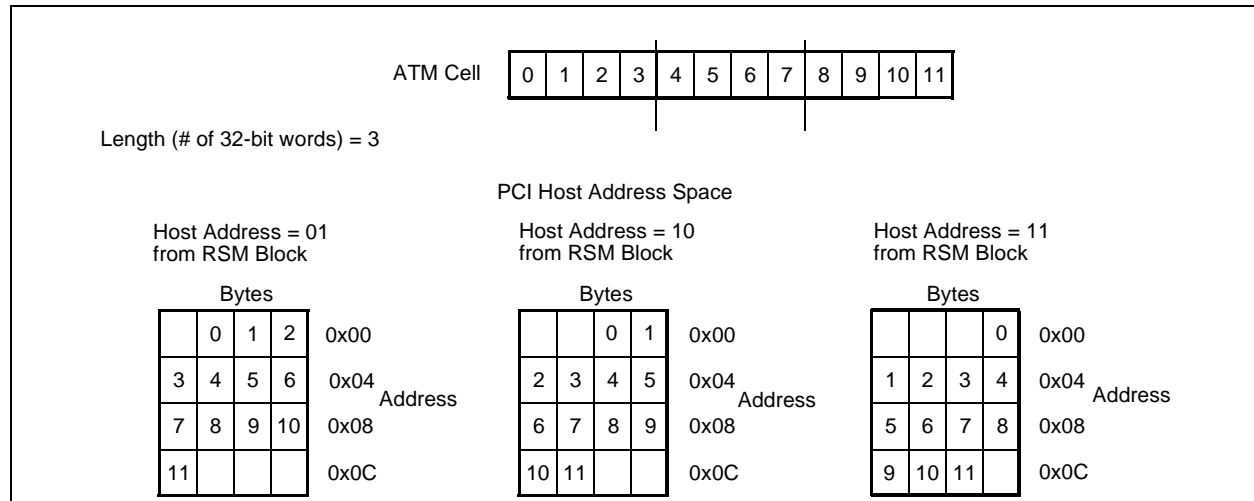 ATM Cell 0 1 2 3 4 5 6 7 8 9 10 11
Length (# of 32-bit words) = 3
PCI Host Address Space
Host Address = 01
from RSM Block
Bytes
0 1 2 0x00
3 4 5 6 0x04
Address
7 8 9 10 0x08
11 0x0C
Host Address = 10
from RSM Block
Bytes
0 1 0x00
2 3 4 5 0x04
Address
6 7 8 9 0x08
10 11 0x0C
Host Address = 11
from RSM Block
Bytes
0 0x00
1 2 3 4 0x04
Address
5 6 7 8 0x08
9 10 11 0x0C